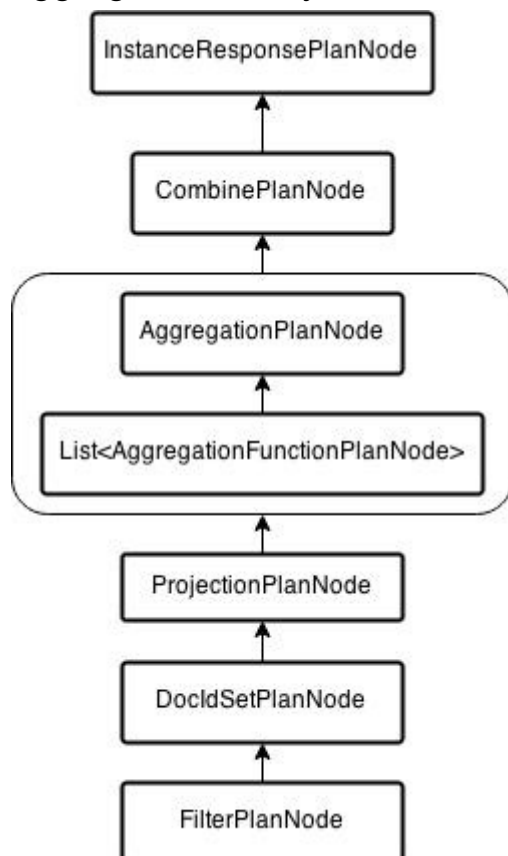 InstanceResponsePlanNode
CombinePlanNode
AggregationPlanNode
List<AggregationFunctionPlanNode>
ProjectionPlanNode
DocIdSetPlanNode
FilterPlanNode